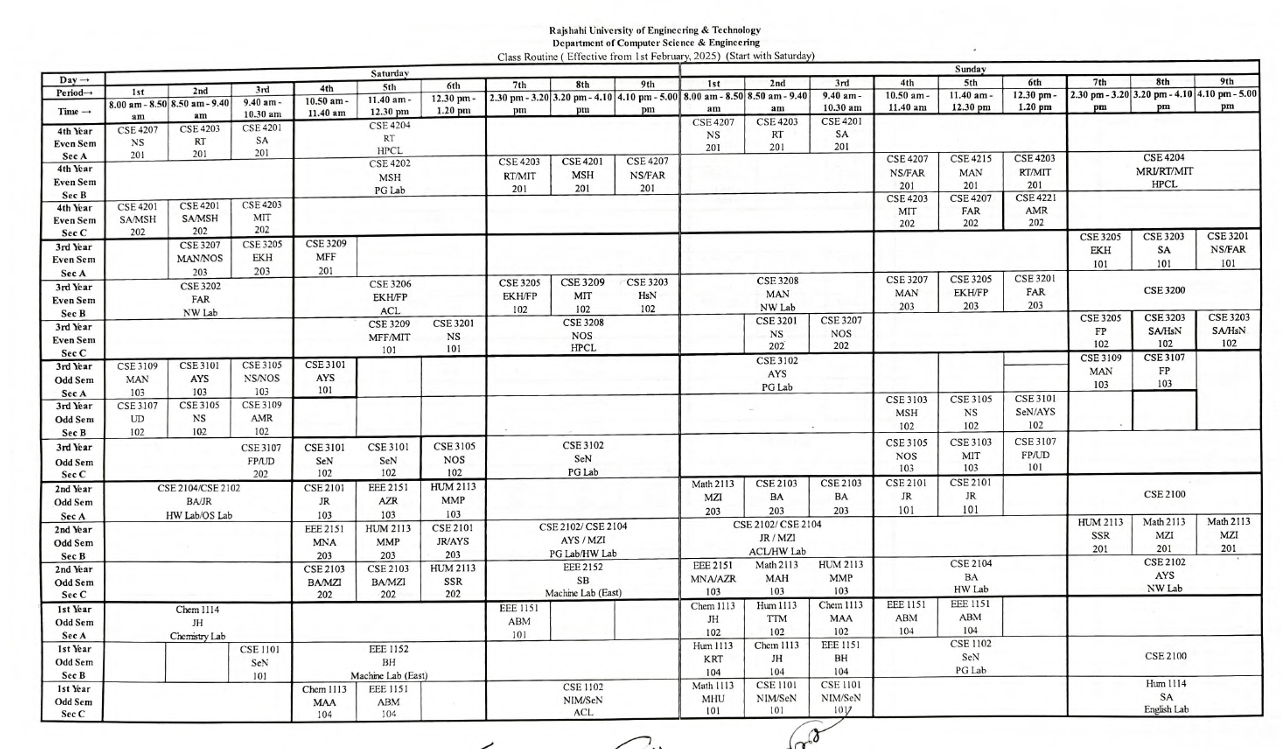 Rajshahi University of Engineering & Technology
Department of Computer Science & Engineering
Class Routine ( Effective from 1st February, 2025) (Start with Saturday)
Day→ Saturday Sunday
Period→ 1st 2nd 3rd 4th 5th 6th 7th 8th 9th 1st 2nd 3rd 4th 5th 6th 7th 8th 9th
Time → 8.00 am - 8.50 am 8.50 am - 9.40 am 9.40 am - 10.30 am 10.50 am - 11.40 am 11.40 am - 12.30 pm 12.30 pm - 1.20 pm 2.30 pm - 3.20 pm 3.20 pm - 4.10 pm 4.10 pm - 5.00 pm 8.00 am - 8.50 am 8.50 am - 9.40 am 9.40 am - 10.30 am 10.50 am - 11.40 am 11.40 am - 12.30 pm 12.30 pm - 1.20 pm 2.30 pm - 3.20 pm 3.20 pm - 4.10 pm 4.10 pm - 5.00 pm
4th Year CSE 4207 CSE 4203 CSE 4201 CSE 4204 CSE 4207 CSE 4203 CSE 4201
Even Sem NS RT SA RT NS RT SA
Sec A 201 201 201 HPCL 201 201 201
4th Year CSE 4202 CSE 4203 CSE 4201 CSE 4207 CSE 4207 CSE 4215 CSE 4203 CSE 4204
Even Sem MSH RT/MIT MSH NS/FAR NS/FAR MAN RT/MIT MRI/RT/MIT
Sec B PG Lab 201 201 201 201 201 201 HPCL
4th Year CSE 4201 CSE 4201 CSE 4203 CSE 4203 CSE 4207 CSE 4221
Even Sem SA/MSH SA/MSH MIT MIT FAR AMR
Sec C 202 202 202 202 202 202
3rd Year CSE 3207 CSE 3205 CSE 3209 CSE 3205 CSE 3203 CSE 3201
Even Sem MAN/NOS EKH MFF EKH SA NS/FAR
Sec A 203 203 201 101 101 101
3rd Year CSE 3202 CSE 3206 CSE 3205 CSE 3209 CSE 3203 CSE 3208 CSE 3207 CSE 3205 CSE 3201 CSE 3200
Even Sem FAR EKH/FP EKH/FP MIT HsN MAN MAN EKH/FP FAR
Sec B NW Lab ACL 102 102 102 NW Lab 203 203 203
3rd Year CSE 3209 CSE 3201 CSE 3208 CSE 3201 CSE 3207 CSE 3205 CSE 3203 CSE 3203
Even Sem MFF/MIT NS NOS NS NOS FP SA/HsN SA/HsN
Sec C 101 101 HPCL 202 202 102 102 102
3rd Year CSE 3109 CSE 3101 CSE 3105 CSE 3101 CSE 3102 CSE 3109 CSE 3107
Odd Sem MAN AYS NS/NOS AYS AYS MAN FP
Sec A 103 103 103 101 PG Lab 103 103
3rd Year CSE 3107 CSE 3105 CSE 3109 CSE 3103 CSE 3105 CSE 3101
Odd Sem UD NS AMR MSH NS SeN/AYS
Sec B 102 102 102 102 102 102
3rd Year CSE 3107 CSE 3101 CSE 3101 CSE 3105 CSE 3102 CSE 3105 CSE 3103 CSE 3107
Odd Sem FP/UD SeN SeN NOS SeN NOS MIT FP/UD
Sec C 202 102 102 102 PG Lab 103 103 101
2nd Year CSE 2104/CSE 2102 CSE 2101 EEE 2151 HUM 2113 Math 2113 CSE 2103 CSE 2103 CSE 2101 CSE 2101 CSE 2100
Odd Sem BA/JR JR AZR MMP MZI BA BA JR JR
Sec A HW Lab/OS Lab 103 103 103 203 203 203 101 101
2nd Year EEE 2151 HUM 2113 CSE 2101 CSE 2102/ CSE 2104 CSE 2102/ CSE 2104 HUM 2113 Math 2113 Math 2113
Odd Sem MNA MMP JR/AYS AYS / MZI JR / MZI SSR MZI MZI
Sec B 203 203 203 PG Lab/HW Lab ACL/HW Lab 201 201 201
2nd Year CSE 2103 CSE 2103 HUM 2113 EEE 2152 EEE 2151 Math 2113 HUM 2113 CSE 2104 CSE 2102
Odd Sem BA/MZI BA/MZI SSR SB MNA/AZR MAH MMP BA AYS
Sec C 202 202 202 Machine Lab (East) 103 103 103 HW Lab NW Lab
1st Year Chem 1114 EEE 1151 Chem 1113 Hum 1113 Chem 1113 EEE 1151 EEE 1151
Odd Sem JH ABM JH TTM MAA ABM ABM
Sec A Chemistry Lab 101 102 102 102 104 104
1st Year CSE 1101 EEE 1152 Hum 1113 Chem 1113 EEE 1151 CSE 1102 CSE 2100
Odd Sem SeN BH KRT JH BH SeN
Sec B 101 Machine Lab (East) 104 104 104 PG Lab
1st Year Chem 1113 EEE 1151 CSE 1102 Math 1113 CSE 1101 CSE 1101 Hum 1114
Odd Sem MAA ABM NIM/SeN MHU NIM/SeN NIM/SeN SA
Sec C 104 104 ACL 101 101 101 English Lab